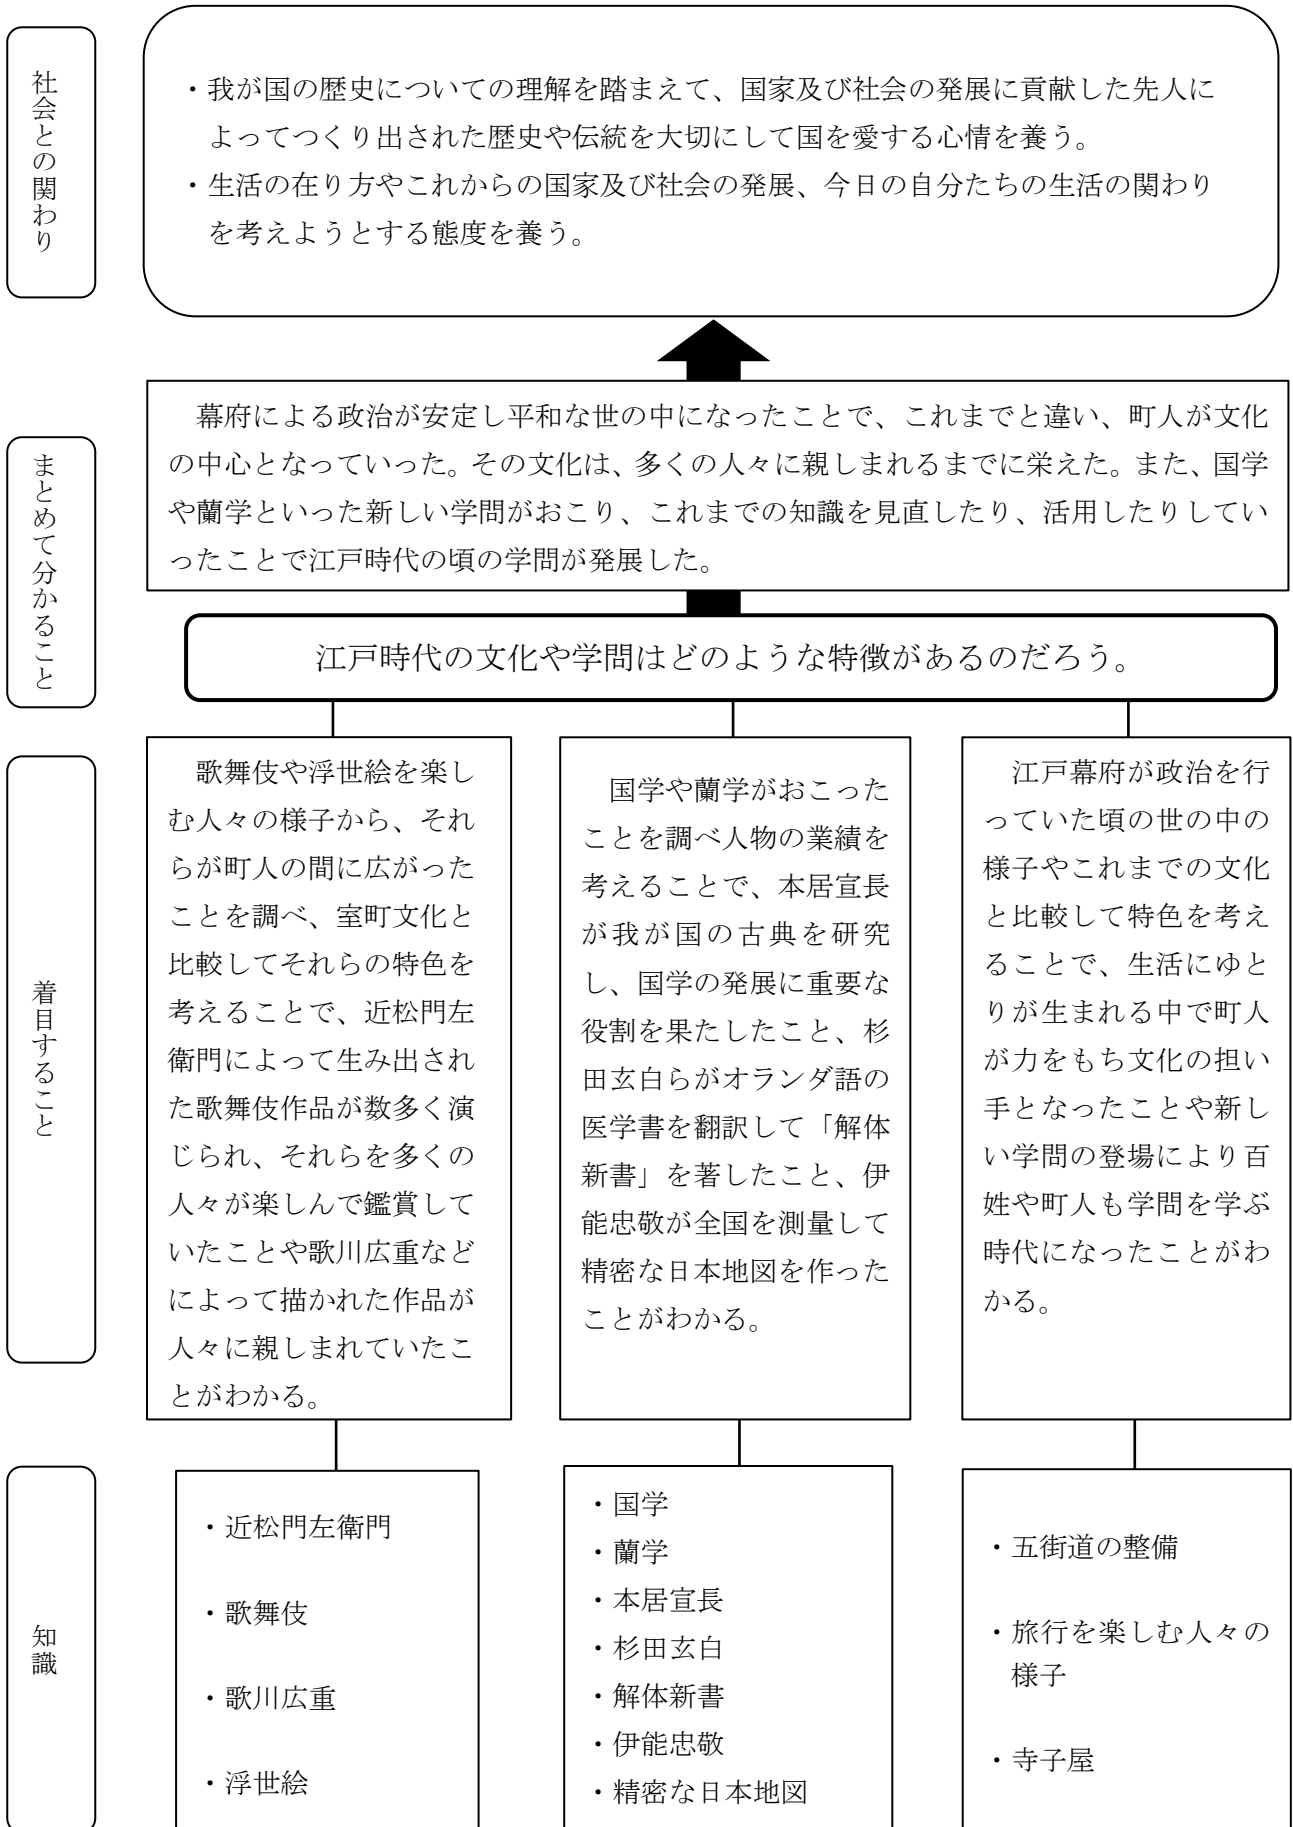 社会との関わり
・我が国の歴史についての理解を踏まえて、国家及び社会の発展に貢献した先人に
よってつくり出された歴史や伝統を大切にして国を愛する心情を養う。
・生活の在り方やこれからの国家及び社会の発展、今日の自分たちの生活の関わり
を考えようとする態度を養う。
まとめて分かること
幕府による政治が安定し平和な世の中になったことで、これまでと違い、町人が文化
の中心となっていった。その文化は、多くの人々に親しまれるまでに栄えた。また、国学
や蘭学といった新しい学問がおこり、これまでの知識を見直したり、活用したりしてい
ったことで江戸時代の頃の学問が発展した。
江戸時代の文化や学問はどのような特徴があるのだろう。
着目すること
歌舞伎や浮世絵を楽し
む人々の様子から、それ
らが町人の間に広がった
ことを調べ、室町文化と
比較してそれらの特色を
考えることで、近松門左
衛門によって生み出され
た歌舞伎作品が数多く演
じられ、それらを多くの
人々が楽しんで鑑賞して
いたことや歌川広重など
によって描かれた作品が
人々に親しまれていたこ
とがわかる。
国学や蘭学がおこった
ことを調べ人物の業績を
考えることで、本居宣長
が我が国の古典を研究
し、国学の発展に重要な
役割を果たしたこと、杉
田玄白らがオランダ語の
医学書を翻訳して「解体
新書」を著したこと、伊
能忠敬が全国を測量して
精密な日本地図を作った
ことがわかる。
江戸幕府が政治を行
っていた頃の世の中の
様子やこれまでの文化
と比較して特色を考え
ることで、生活にゆと
りが生まれる中で町人
が力をもち文化の担い
手となったことや新し
い学問の登場により百
姓や町人も学問を学ぶ
時代になったことがわ
かる。
知識
・近松門左衛門
・歌舞伎
・歌川広重
・浮世絵
・国学
・蘭学
・本居宣長
・杉田玄白
・解体新書
・伊能忠敬
・精密な日本地図
・五街道の整備
・旅行を楽しむ人々の
様子
・寺子屋